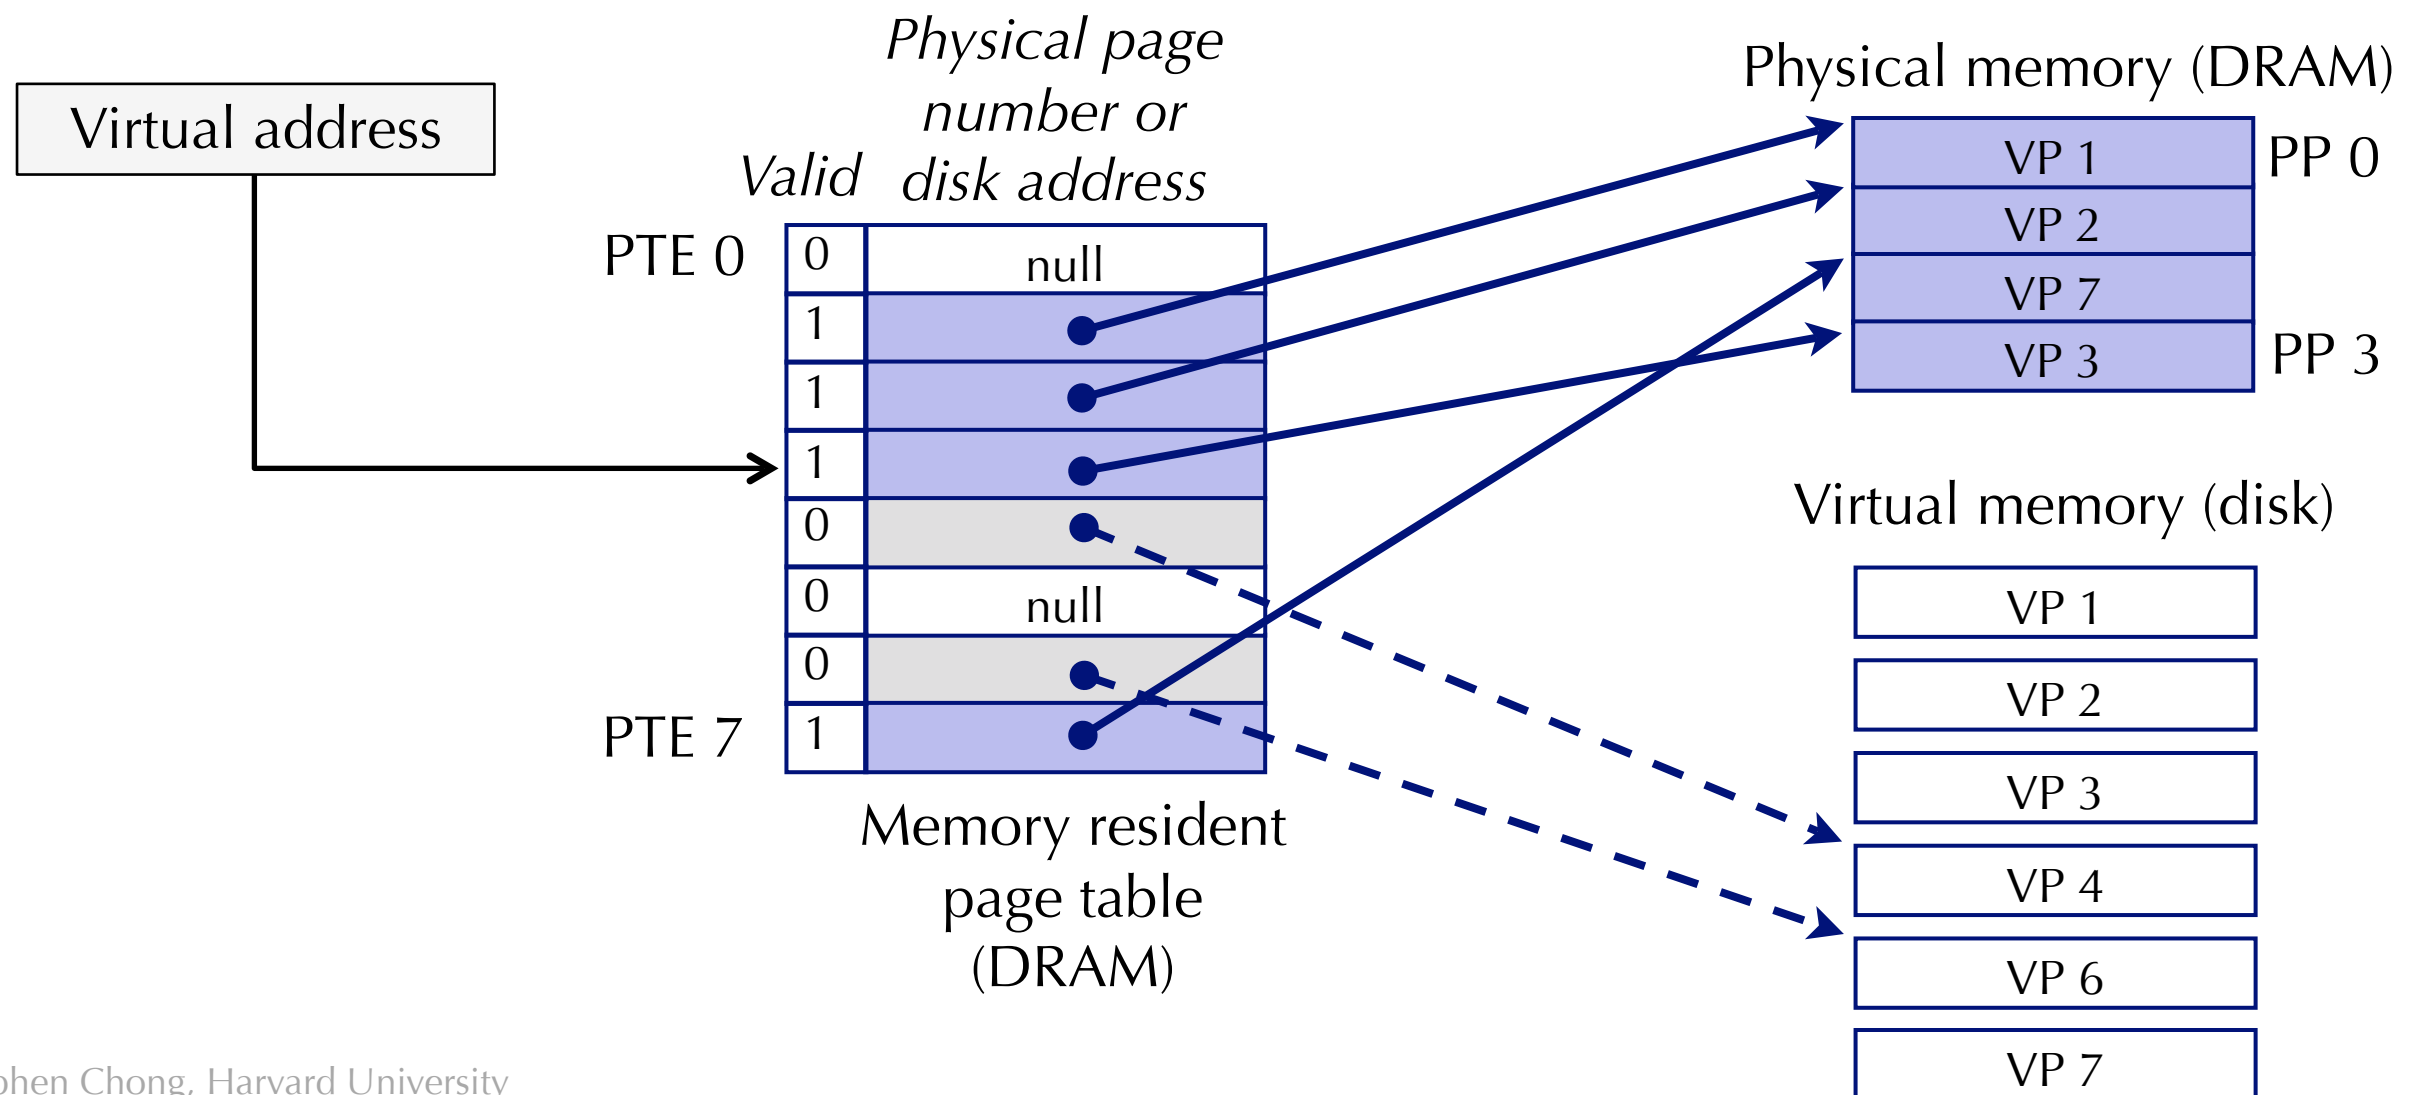 Virtual address
Physical page
number or
disk address
Valid
PTE 0
0
null
1
1
1
0
0
null
0
PTE 7
1
Memory resident
page table
(DRAM)
Physical memory (DRAM)
VP 1
PP 0
VP 2
VP 7
VP 3
PP 3
Virtual memory (disk)
VP 1
VP 2
VP 3
VP 4
VP 6
VP 7
Chong, Harvard University